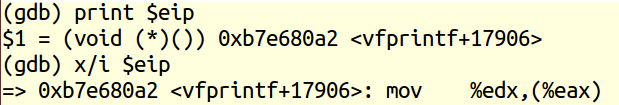 (gdb) print $eip
$1 = (void (*)()) 0xb7e680a2 <vfprintf+17906>
(gdb) x/i $eip
=> 0xb7e680a2 <vfprintf+17906>: mov    %edx,(%eax)